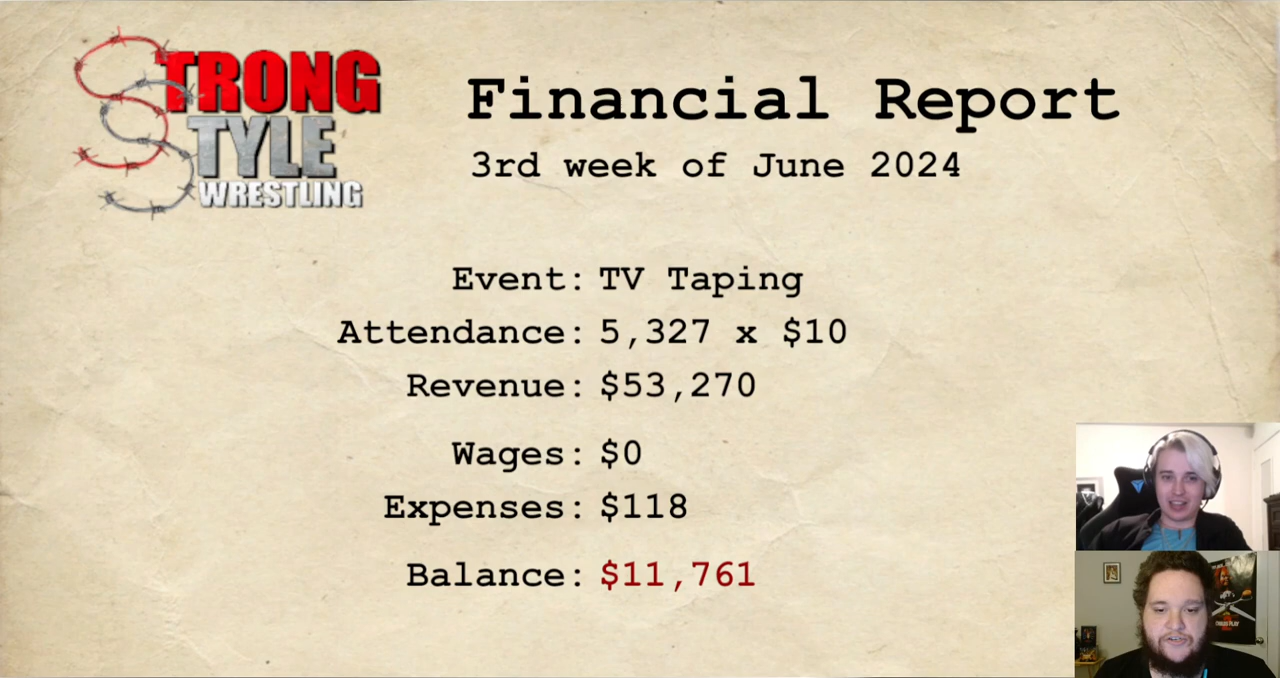 STRONG
STYLE
WRESTLING
Financial Report
3rd week of June 2024
Event: TV Taping
Attendance: 5,327 x $10
Revenue: $53,270
Wages: $0
Expenses: $118
Balance: $11,761